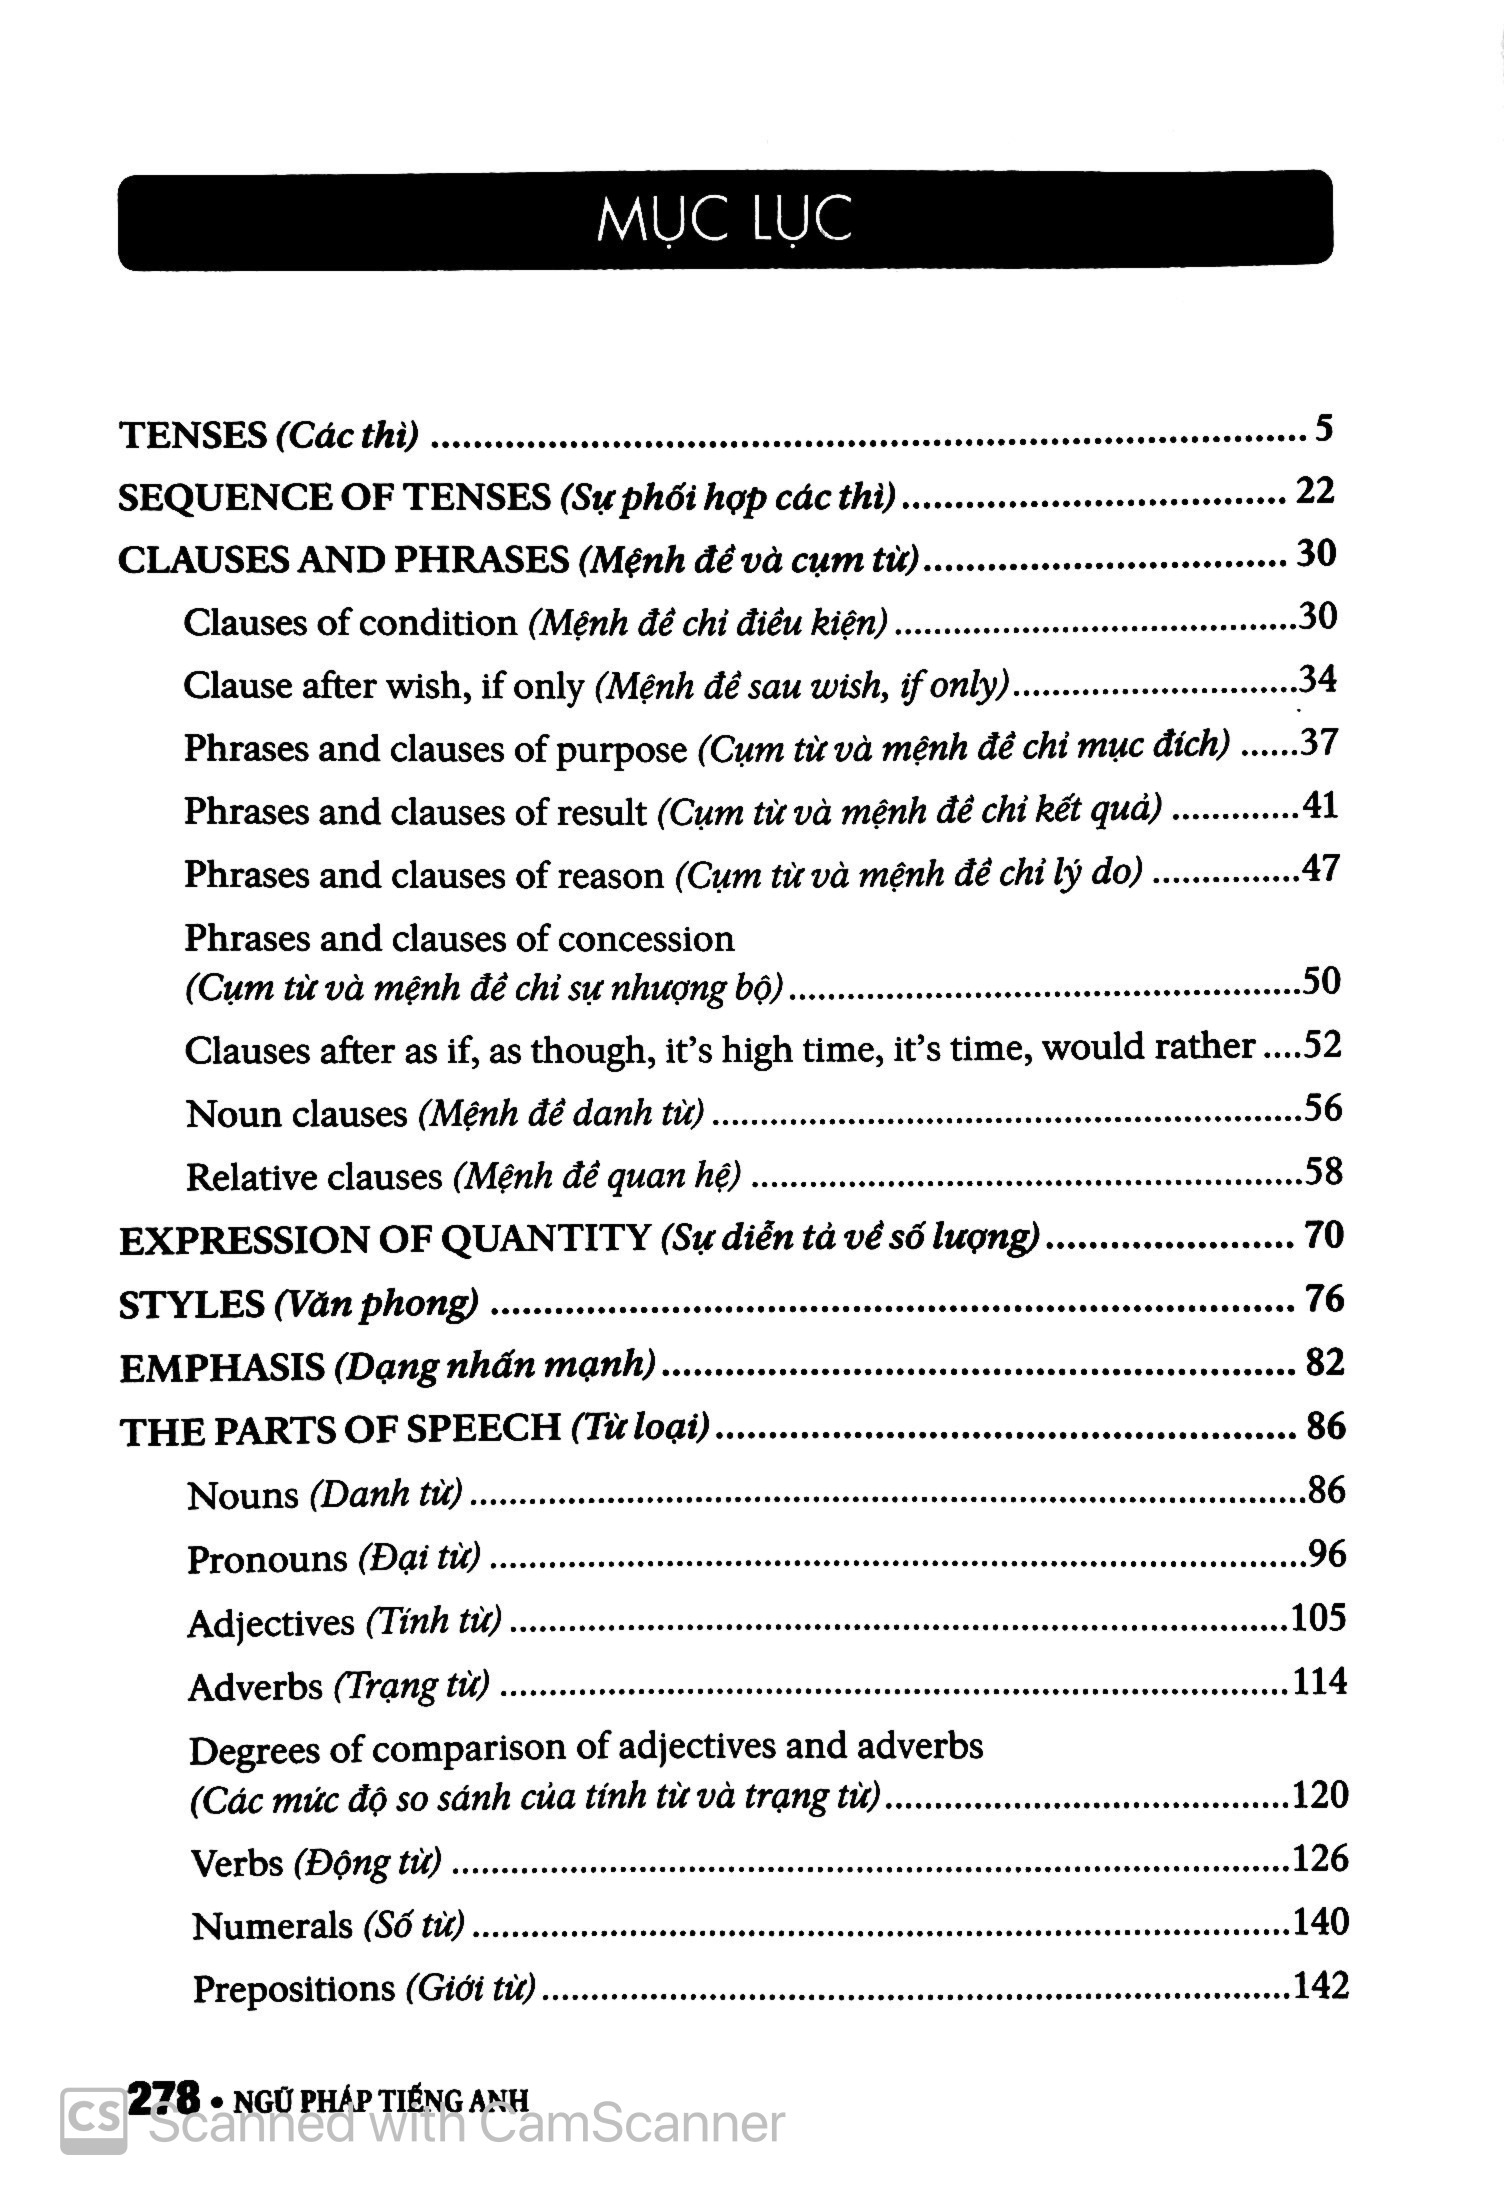 MỤC LỤC
TENSES (Các thì) ........ 5
SEQUENCE OF TENSES (Sự phối hợp các thì) ........ 22
CLAUSES AND PHRASES (Mệnh đề và cụm từ) ........ 30
Clauses of condition (Mệnh đề chỉ điều kiện) ........ 30
Clause after wish, if only (Mệnh đề sau wish, if only) ........ 34
Phrases and clauses of purpose (Cụm từ và mệnh đề chỉ mục đích) ...... 37
Phrases and clauses of result (Cụm từ và mệnh đề chỉ kết quả) ........ 41
Phrases and clauses of reason (Cụm từ và mệnh đề chỉ lý do) ........ 47
Phrases and clauses of concession
(Cụm từ và mệnh đề chỉ sự nhượng bộ) ........ 50
Clauses after as if, as though, it's high time, it's time, would rather .... 52
Noun clauses (Mệnh đề danh từ) ........ 56
Relative clauses (Mệnh đề quan hệ) ........ 58
EXPRESSION OF QUANTITY (Sự diễn tả về số lượng) ........ 70
STYLES (Văn phong) ........ 76
EMPHASIS (Dạng nhấn mạnh) ........ 82
THE PARTS OF SPEECH (Từ loại) ........ 86
Nouns (Danh từ) ........ 86
Pronouns (Đại từ) ........ 96
Adjectives (Tính từ) ........ 105
Adverbs (Trạng từ) ........ 114
Degrees of comparison of adjectives and adverbs
(Các mức độ so sánh của tính từ và trạng từ) ........ 120
Verbs (Động từ) ........ 126
Numerals (Số từ) ........ 140
Prepositions (Giới từ) ........ 142
278 • NGỮ PHÁP TIẾNG ANH
CS Scanned with CamScanner